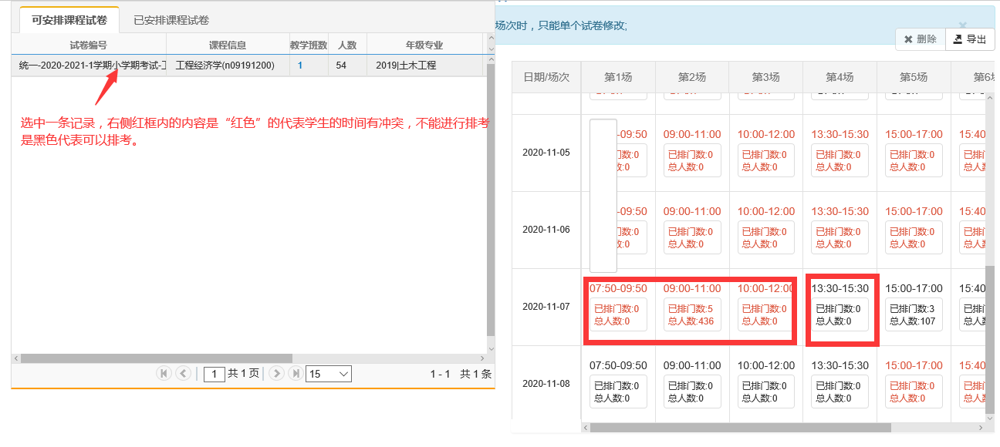 可安排课程试卷 已安排课程试卷
试卷编号 课程信息 教学班数 人数 年级专业
统一-2020-2021-1学期小学期考试-工 工程经济学(n09191200) 1 54 2019|土木工程
选中一条记录，右侧红框内的内容是“红色”的代表学生的时间有冲突，不能进行排考
是黑色代表可以排考。
1 共 1 页 15 1 - 1 共 1 条
场次时，只能单个试卷修改;
删除 导出
日期/场次 第1场 第2场 第3场 第4场 第5场 第6场
-09:50 09:00-11:00 10:00-12:00 13:30-15:30 15:00-17:00 15:40
2020-11-05 数:0 已排门数:0 已排门数:0 已排门数:0 已排门数:0 已排门
数:0 总人数:0 总人数:0 总人数:0 总人数:0 总人数
-09:50 09:00-11:00 10:00-12:00 13:30-15:30 15:00-17:00 15:40
2020-11-06 数:0 已排门数:0 已排门数:0 已排门数:0 已排门数:0 已排门
数:0 总人数:0 总人数:0 总人数:0 总人数:0 总人数
07:50-09:50 09:00-11:00 10:00-12:00 13:30-15:30 15:00-17:00 15:40
2020-11-07 已排门数:0 已排门数:5 已排门数:0 已排门数:0 已排门数:3 已排门
总人数:0 总人数:436 总人数:0 总人数:0 总人数:107 总人数
07:50-09:50 09:00-11:00 10:00-12:00 13:30-15:30 15:00-17:00 15:40
2020-11-08 已排门数:0 已排门数:0 已排门数:0 已排门数:0 已排门数:0 已排门
总人数:0 总人数:0 总人数:0 总人数:0 总人数:0 总人数